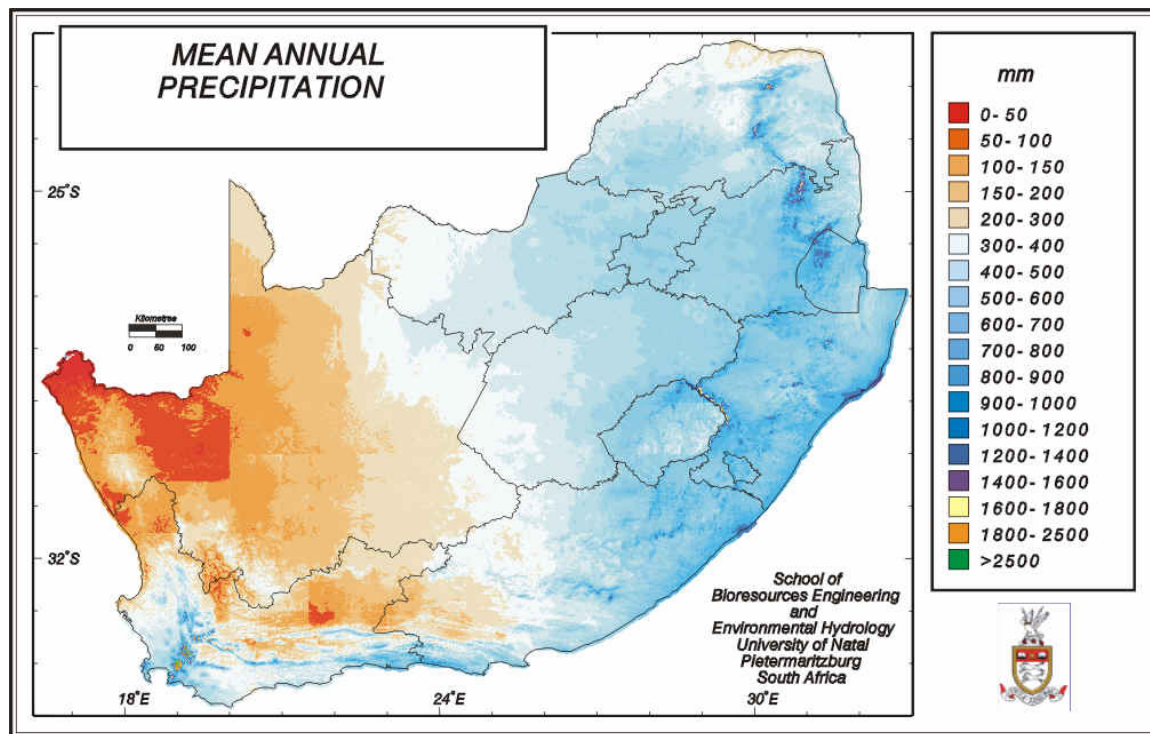 MEAN ANNUAL
PRECIPITATION
mm
0- 50
50- 100
100- 150
150- 200
200- 300
300- 400
400- 500
500- 600
600- 700
700- 800
800- 900
900- 1000
1000- 1200
1200- 1400
1400- 1600
1600- 1800
1800- 2500
>2500
25°S
Kilometres
0 50 100
32°S
School of
Bioresources Engineering
and
Environmental Hydrology
University of Natal
Pietermaritzburg
South Africa
18°E 24°E 30°E